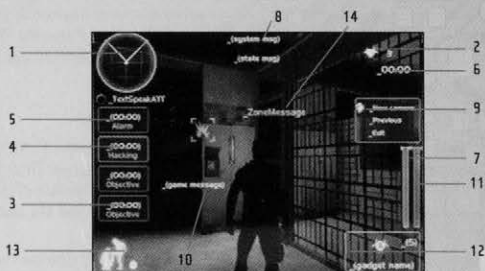 8 14
_(system msg)
1
2
_(stats msg)
_00:00
6
_TextSpeakATT
_ZoneMessage
5
_(00:00)
Alarm
_Previous
9
_Exit
4
_(00:00)
Hacking
7
_(00:00)
Objective
_(game message)
11
3
_(00:00)
Objective
13
10
_(gadget name)
12